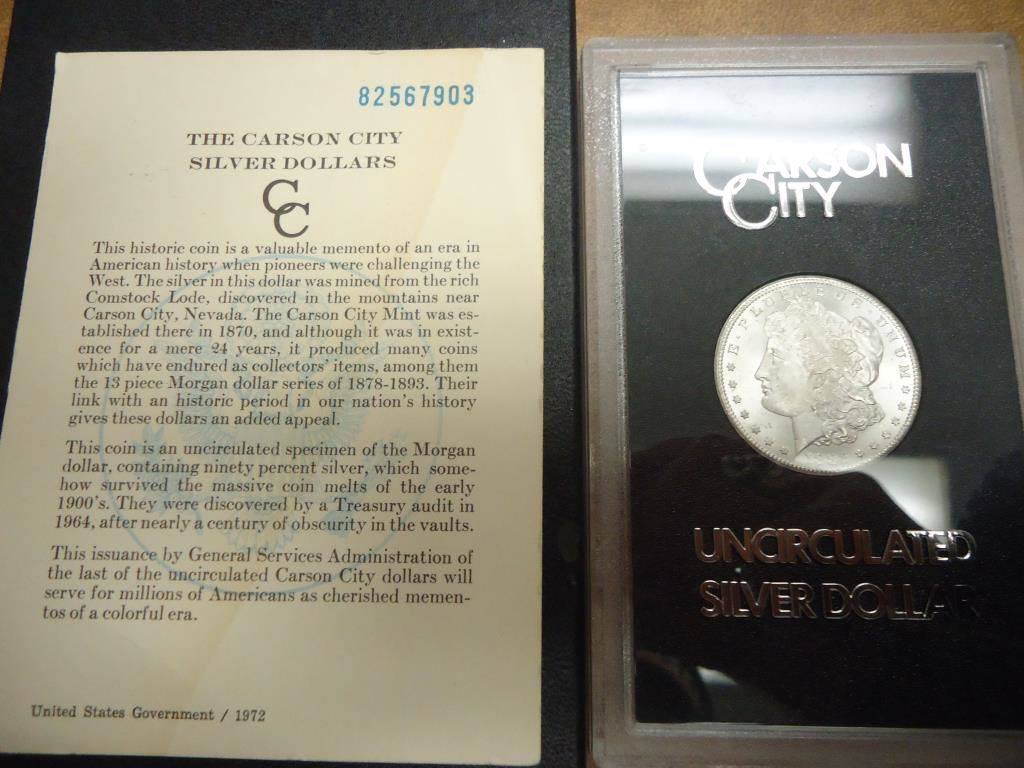 82567903
THE CARSON CITY
SILVER DOLLARS
CC
This historic coin is a valuable memento of an era in
American history when pioneers were challenging the
West. The silver in this dollar was mined from the rich
Comstock Lode, discovered in the mountains near
Carson City, Nevada. The Carson City Mint was es-
tablished there in 1870, and although it was in exist-
ence for a mere 24 years, it produced many coins
which have endured as collectors' items, among them
the 13 piece Morgan dollar series of 1878-1893. Their
link with an historic period in our nation's history
gives these dollars an added appeal.
This coin is an uncirculated specimen of the Morgan
dollar, containing ninety percent silver, which some-
how survived the massive coin melts of the early
1900's. They were discovered by a Treasury audit in
1964, after nearly a century of obscurity in the vaults.
This issuance by General Services Administration of
the last of the uncirculated Carson City dollars will
serve for millions of Americans as cherished memen-
tos of a colorful era.
United States Government / 1972
CARSON
CITY
E·PLURIBUS·UNUM
UNCIRCULATED
SILVER DOLLAR